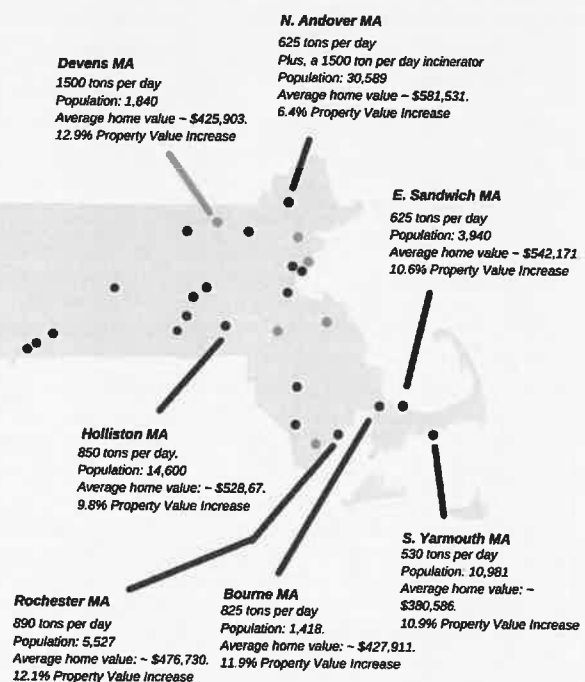 N. Andover MA
625 tons per day
Plus, a 1500 ton per day incinerator
Population: 30,589
Average home value ~ $581,531.
6.4% Property Value Increase
Devens MA
1500 tons per day
Population: 1,840
Average home value ~ $425,903.
12.9% Property Value Increase
E. Sandwich MA
625 tons per day
Population: 3,940
Average home value ~ $542,171
10.6% Property Value Increase
Holliston MA
850 tons per day.
Population: 14,600
Average home value: ~ $528,67.
9.8% Property Value Increase
S. Yarmouth MA
530 tons per day
Population: 10,981
Average home value: ~
$380,586.
10.9% Property Value Increase
Rochester MA
890 tons per day
Population: 5,527
Average home value: ~ $476,730.
12.1% Property Value Increase
Bourne MA
825 tons per day
Population: 1,418.
Average home value: ~ $427,911.
11.9% Property Value Increase